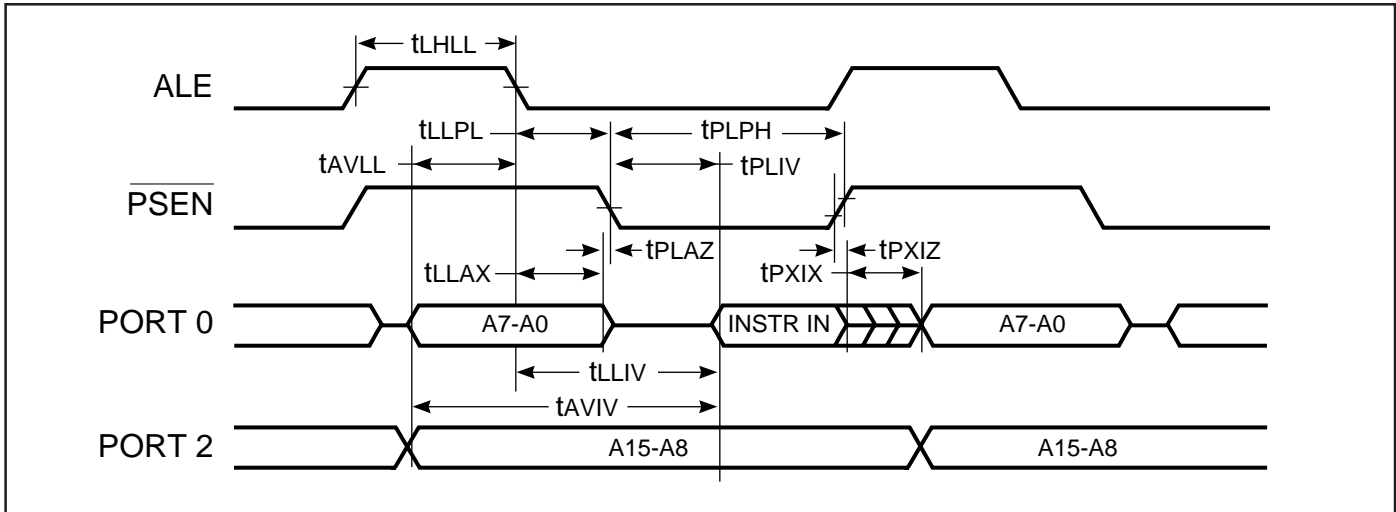 tLHLL
ALE
tLLPL
tPLPH
tAVLL
tPLIV
PSEN
tPLAZ
tPXIZ
tLLAX
tPXIX
PORT 0
A7-A0
INSTR IN
A7-A0
tLLIV
tAVIV
PORT 2
A15-A8
A15-A8